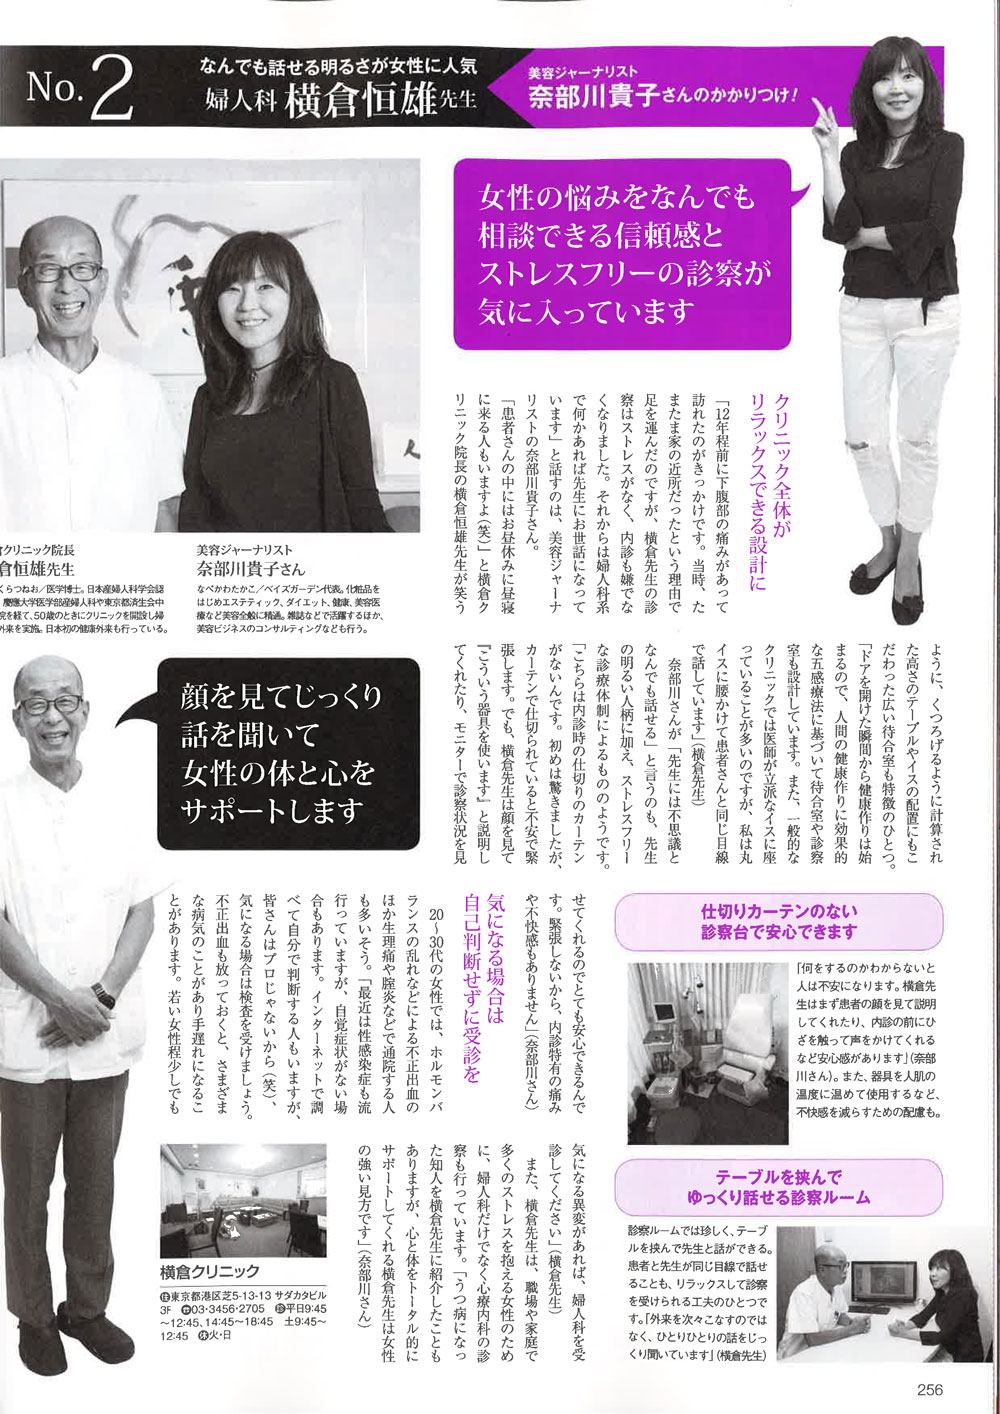 No.2
なんでも話せる明るさが女性に人気
婦人科 横倉恒雄先生
美容ジャーナリスト
奈部川貴子さんのかかりつけ!
女性の悩みをなんでも
相談できる信頼感と
ストレスフリーの診察が
気に入っています
クリニック院長
倉恒雄先生
くらつねお／医学博士。日本産婦人科学会認
慶應大学医学部産婦人科や東京都済生会中
院を経て、50歳のときにクリニックを開設し婦
外来を実施。日本初の健康外来も行っている。
美容ジャーナリスト
奈部川貴子さん
なべかわたかこ／ベイズガーデン代表。化粧品を
はじめエステティック、ダイエット、健康、美容医
療など美容全般に精通。雑誌などで活躍するほか、
美容ビジネスのコンサルティングなども行う。
クリニック全体が
リラックスできる設計に
「12年程前に下腹部の痛みがあって
訪れたのがきっかけです。当時、た
またま家の近所だったという理由で
足を運んだのですが、横倉先生の診
察はストレスがなく、内診も嫌でな
くなりました。それからは婦人科系
で何かあれば先生にお世話になって
います」と話すのは、美容ジャーナ
リストの奈部川貴子さん。
「患者さんの中にはお昼休みに昼寝
に来る人もいますよ(笑)」と横倉ク
リニック院長の横倉恒雄先生が笑う
ように、くつろげるように計算され
た高さのテーブルやイスの配置にもこ
だわった広い待合室も特徴のひとつ。
「ドアを開けた瞬間から健康作りは始
まるので、人間の健康作りに効果的
な五感療法に基づいて待合室や診察
室も設計しています。また、一般的な
クリニックでは医師が立派なイスに座
っていることが多いのですが、私は丸
イスに腰かけて患者さんと同じ目線
で話しています」(横倉先生)
奈部川さんが「先生には不思議と
なんでも話せる」と言うのも、先生
の明るい人柄に加え、ストレスフリー
な診療体制によるもののようです。
「こちらは内診時の仕切りのカーテン
がないんです。初めは驚きましたが、
カーテンで仕切られていると不安で緊
張します。でも、横倉先生は顔を見て
『こういう器具を使います』と説明し
てくれたり、モニターで診察状況を見
せてくれるのでとても安心できるんで
す。緊張しないから、内診特有の痛み
や不快感もありません」(奈部川さん)
顔を見てじっくり
話を聞いて
女性の体と心を
サポートします
気になる場合は
自己判断せずに受診を
20〜30代の女性では、ホルモンバ
ランスの乱れなどによる不正出血の
ほか生理痛や腟炎などで通院する人
も多いそう。「最近は性感染症も流
行っていますが、自覚症状がない場
合もあります。インターネットで調
べて自分で判断する人もいますが、
皆さんはプロじゃないから(笑)、
気になる場合は検査を受けましょう。
不正出血も放っておくと、さまざま
な病気のことがあり手遅れになるこ
とがあります。若い女性程少しでも
気になる異変があれば、婦人科を受
診してください」(横倉先生)
また、横倉先生は、職場や家庭で
多くのストレスを抱える女性のため
に、婦人科だけでなく心療内科の診
察も行っています。「うつ病になっ
た知人を横倉先生に紹介したことも
ありますが、心と体をトータル的に
サポートしてくれる横倉先生は女性
の強い見方です」(奈部川さん)
仕切りカーテンのない
診察台で安心できます
「何をするのかわからないと
人は不安になります。横倉先
生はまず患者の顔を見て説明
してくれたり、内診の前にひ
ざを触って声をかけてくれる
など安心感があります」(奈部
川さん)。また、器具を人肌の
温度に温めて使用するなど、
不快感を減らすための配慮も。
テーブルを挟んで
ゆっくり話せる診察ルーム
診察ルームでは珍しく、テーブ
ルを挟んで先生と話ができる。
患者と先生が同じ目線で話せ
ることも、リラックスして診察
を受けられる工夫のひとつで
す。「外来を次々こなすのでは
なく、ひとりひとりの話をじっ
くり聞いています」(横倉先生)
横倉クリニック
㊟東京都港区芝5-13-13 サダカタビル
3F ☎03・3456・2705 診平日9:45
〜12:45、14:45〜18:45 土9:45〜
12:45 休火・日
256